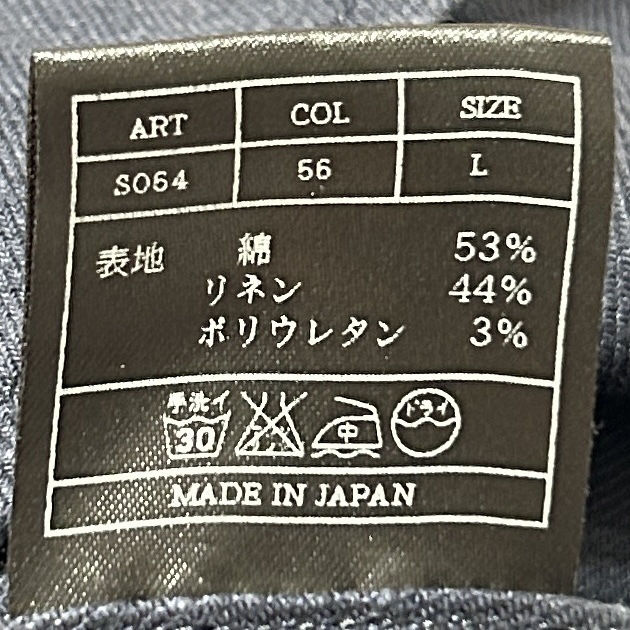 ART COL SIZE
S064 56 L
表地 綿 53%
リネン 44%
ポリウレタン 3%
手洗イ ドライ
30 中
MADE IN JAPAN